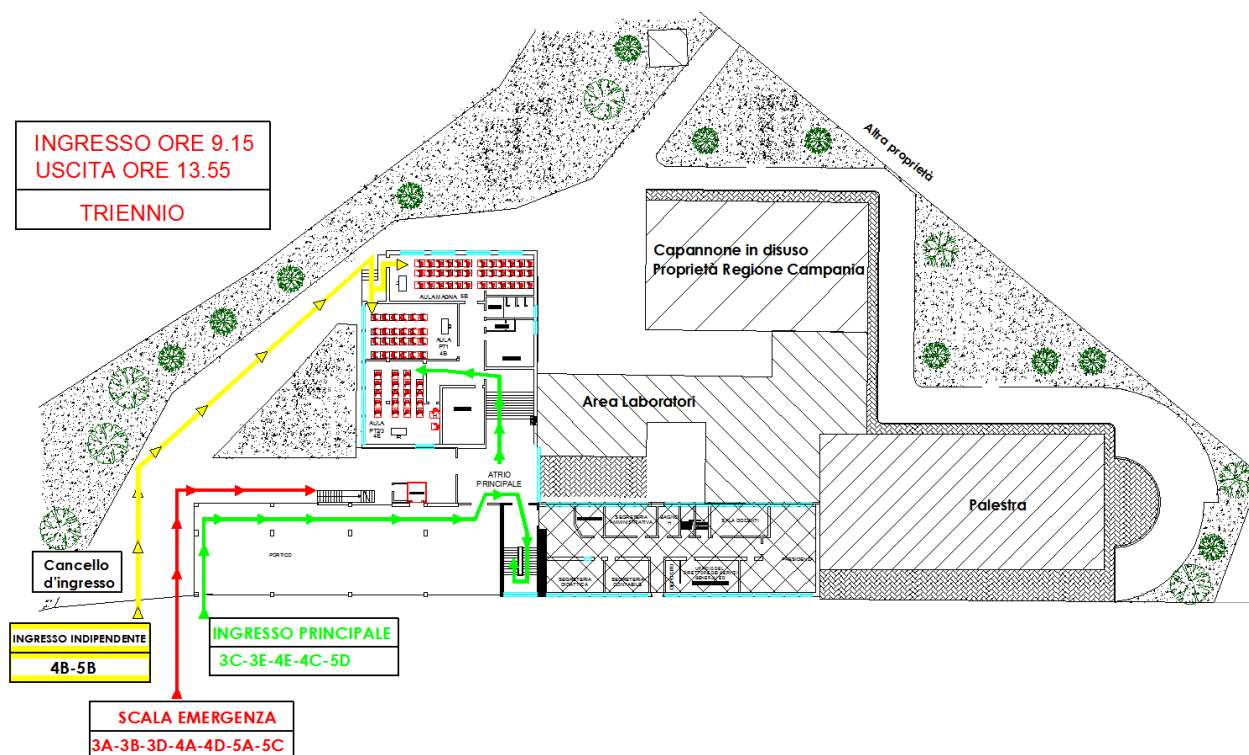 INGRESSO ORE 9.15
USCITA ORE 13.55
TRIENNIO
Altra proprietà
Capannone in disuso
Proprietà Regione Campania
AULA MAGNA 5B
AULA
PT1
4B
Area Laboratori
AULA
PT23
4E
ATRIO
PRINCIPALE
Palestra
SEGRETERIA
AMMINISTRATIVA
BAGNO
H
SALA DOCENTI
PORTICO
PRESIDENZA
Cancello
d'ingresso
SEGRETERIA
DIDATTICA
SEGRETERIA
CONTABILE
INGRESSO INDIPENDENTE
4B-5B
INGRESSO PRINCIPALE
3C-3E-4E-4C-5D
SCALA EMERGENZA
3A-3B-3D-4A-4D-5A-5C